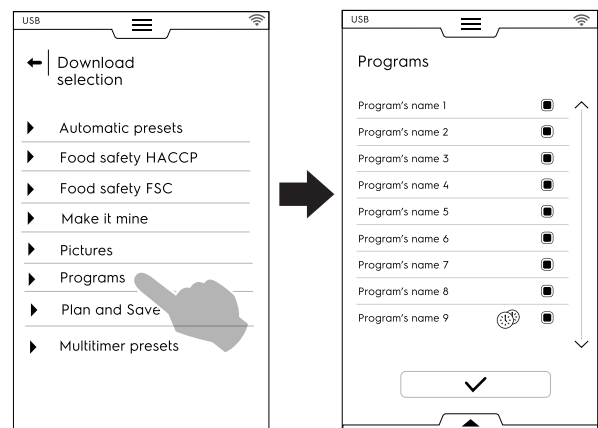 USB
Download
selection
Automatic presets
Food safety HACCP
Food safety FSC
Make it mine
Pictures
Programs
Plan and Save
Multitimer presets
USB
Programs
Program's name 1
Program's name 2
Program's name 3
Program's name 4
Program's name 5
Program's name 6
Program's name 7
Program's name 8
Program's name 9